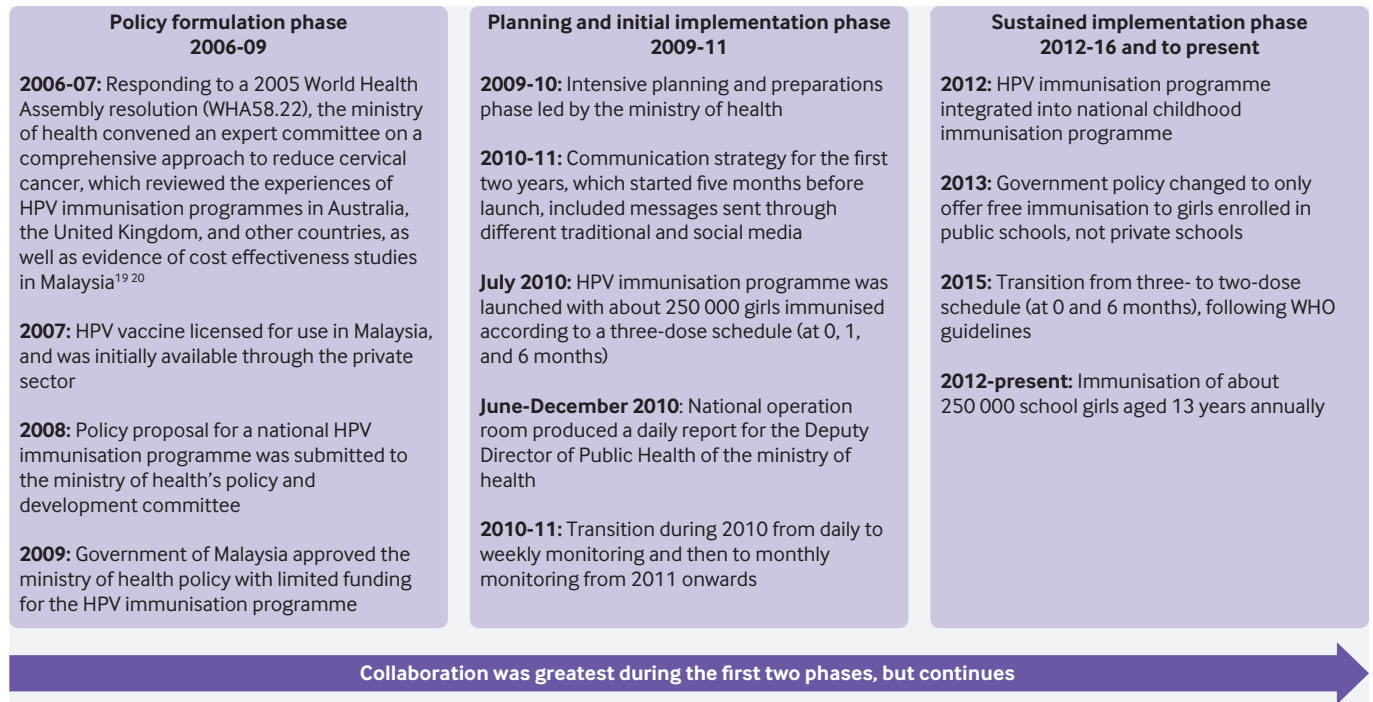 Policy formulation phase
2006-09
2006-07: Responding to a 2005 World Health
Assembly resolution (WHA58.22), the ministry
of health convened an expert committee on a
comprehensive approach to reduce cervical
cancer, which reviewed the experiences of
HPV immunisation programmes in Australia,
the United Kingdom, and other countries, as
well as evidence of cost effectiveness studies
in Malaysia19 20
2007: HPV vaccine licensed for use in Malaysia,
and was initially available through the private
sector
2008: Policy proposal for a national HPV
immunisation programme was submitted to
the ministry of health's policy and
development committee
2009: Government of Malaysia approved the
ministry of health policy with limited funding
for the HPV immunisation programme
Planning and initial implementation phase
2009-11
2009-10: Intensive planning and preparations
phase led by the ministry of health
2010-11: Communication strategy for the first
two years, which started five months before
launch, included messages sent through
different traditional and social media
July 2010: HPV immunisation programme was
launched with about 250 000 girls immunised
according to a three-dose schedule (at 0, 1,
and 6 months)
June-December 2010: National operation
room produced a daily report for the Deputy
Director of Public Health of the ministry of
health
2010-11: Transition during 2010 from daily to
weekly monitoring and then to monthly
monitoring from 2011 onwards
Sustained implementation phase
2012-16 and to present
2012: HPV immunisation programme
integrated into national childhood
immunisation programme
2013: Government policy changed to only
offer free immunisation to girls enrolled in
public schools, not private schools
2015: Transition from three- to two-dose
schedule (at 0 and 6 months), following WHO
guidelines
2012-present: Immunisation of about
250 000 school girls aged 13 years annually
Collaboration was greatest during the first two phases, but continues